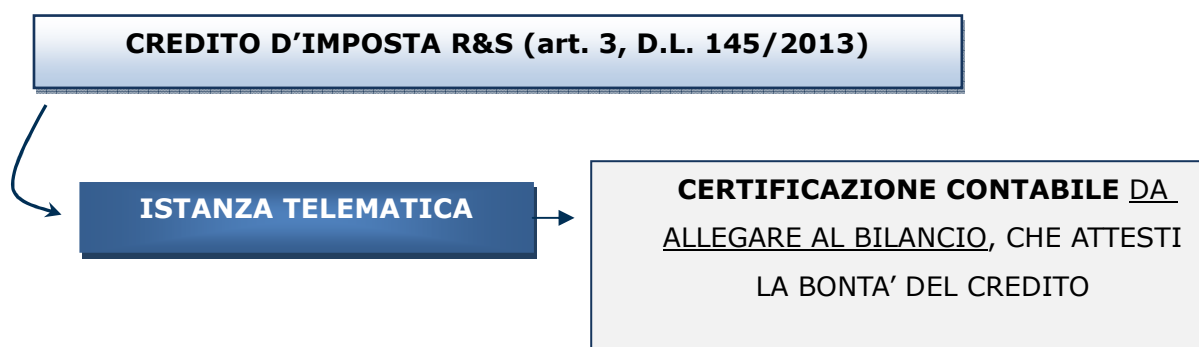 CREDITO D’IMPOSTA R&S (art. 3, D.L. 145/2013)
ISTANZA TELEMATICA
CERTIFICAZIONE CONTABILE DA
ALLEGARE AL BILANCIO, CHE ATTESTI
LA BONTA’ DEL CREDITO